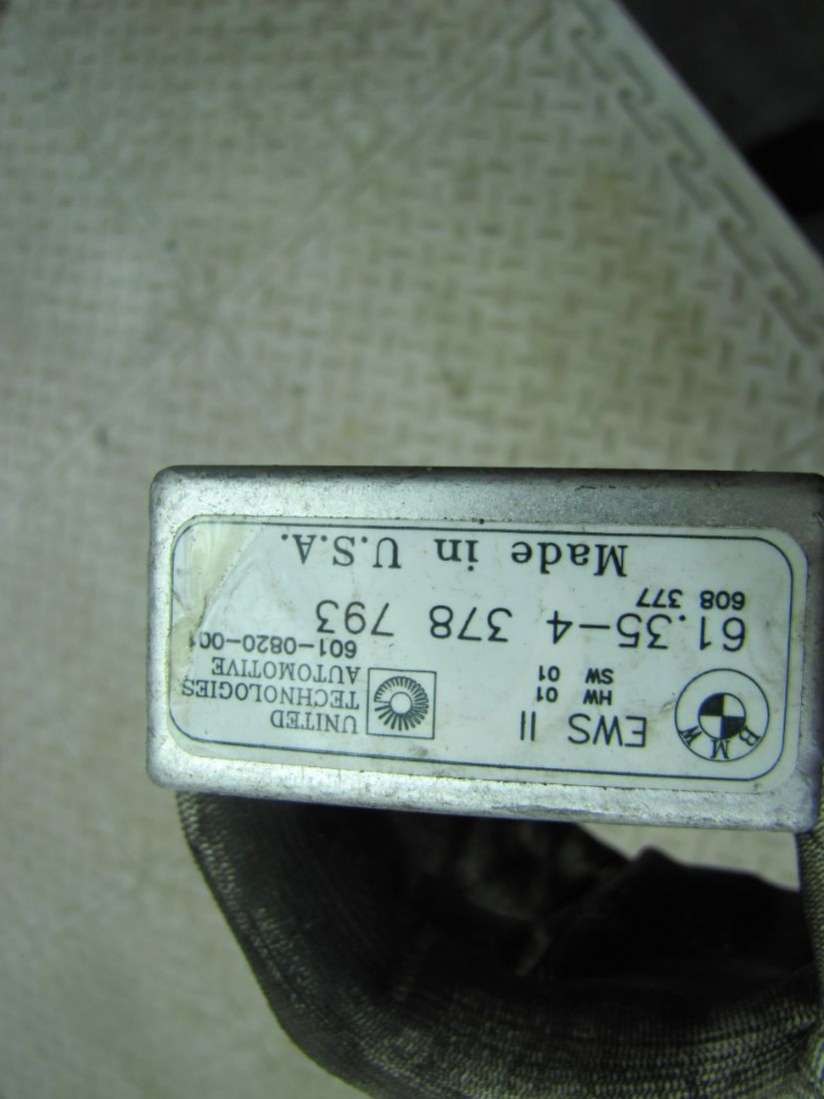 BMW
EWS II
HW 01
SW 01
UNITED
TECHNOLOGIES
AUTOMOTIVE
601-0820-001
61.35-4 378 793
608 377
Made in U.S.A.